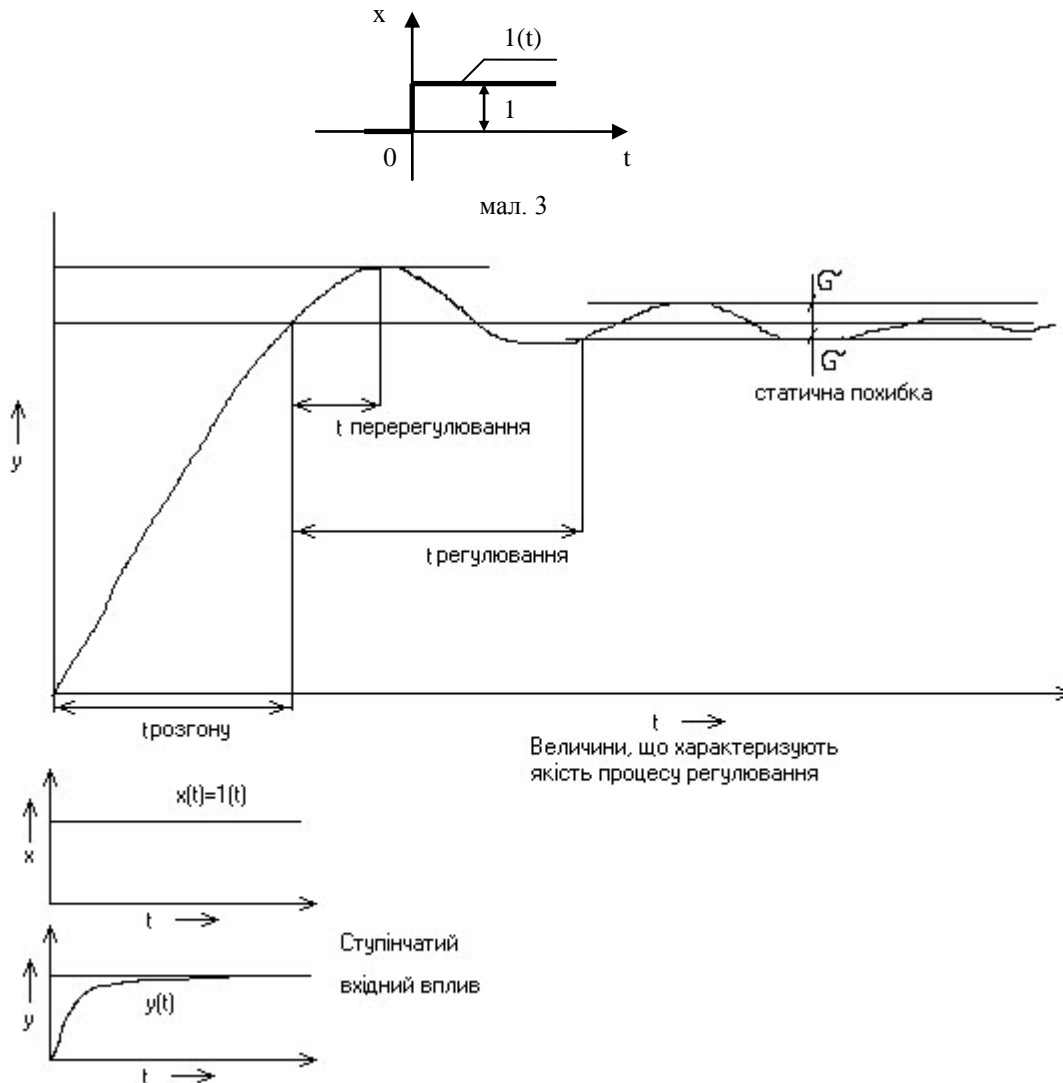 x
1(t)
1
0
t
мал. 3
G~
G~
статична похибка
y
t перерегулювання
t регулювання
t розгону
t
Величини, що характеризують
якість процесу регулювання
x(t)=1(t)
x
t
Ступінчатий
вхідний вплив
y
y(t)
t